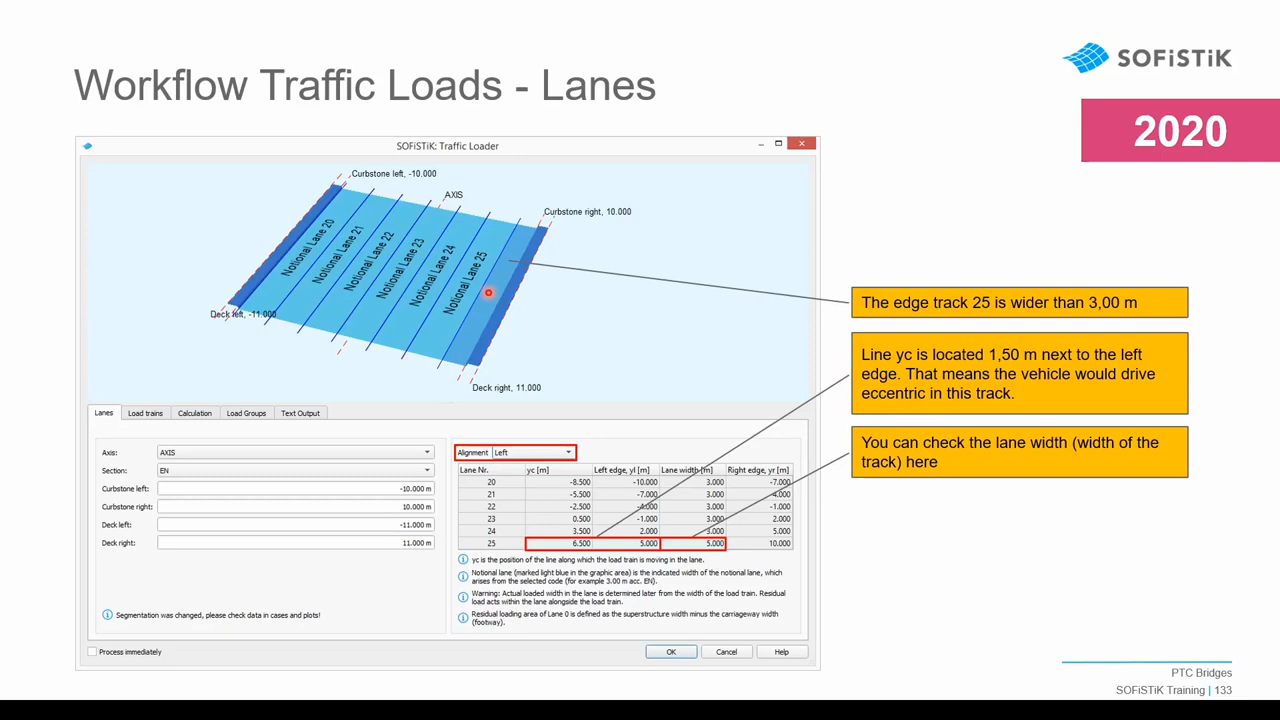 SOFiSTiK
Workflow Traffic Loads - Lanes
2020
SOFiSTiK: Traffic Loader
Curbstone left, -10.000
AXIS
Curbstone right, 10.000
Notional Lane 20
Notional Lane 21
Notional Lane 22
Notional Lane 23
Notional Lane 24
Notional Lane 25
Deck left, -11.000
Deck right, 11.000
The edge track 25 is wider than 3,00 m
Line yc is located 1,50 m next to the left
edge. That means the vehicle would drive
eccentric in this track.
You can check the lane width (width of the
track) here
Lanes Load trains Calculation Load Groups Text Output
Axis: AXIS
Section: EN
Curbstone left: -10.000 m
Curbstone right: 10.000 m
Deck left: -11.000 m
Deck right: 11.000 m
Segmentation was changed, please check data in cases and plots!
Alignment Left
Lane Nr. yc [m] Left edge, yl [m] Lane width [m] Right edge, yr [m]
20 -8.500 -10.000 3.000 -7.000
21 -5.500 -7.000 3.000 -4.000
22 -2.500 -4.000 3.000 -1.000
23 0.500 -1.000 3.000 2.000
24 3.500 2.000 3.000 5.000
25 6.500 5.000 5.000 10.000
yc is the position of the line along which the load train is moving in the lane.
Notional lane (marked light blue in the graphic area) is the indicated width of the notional lane, which
arises from the selected code (for example 3.00 m acc. EN).
Warning: Actual loaded width in the lane is determined later from the width of the load train. Residual
load acts within the lane alongside the load train.
Residual loading area of Lane 0 is defined as the superstructure width minus the carriageway width
(footway).
Process immediately
OK Cancel Help
PTC Bridges
SOFiSTiK Training | 133